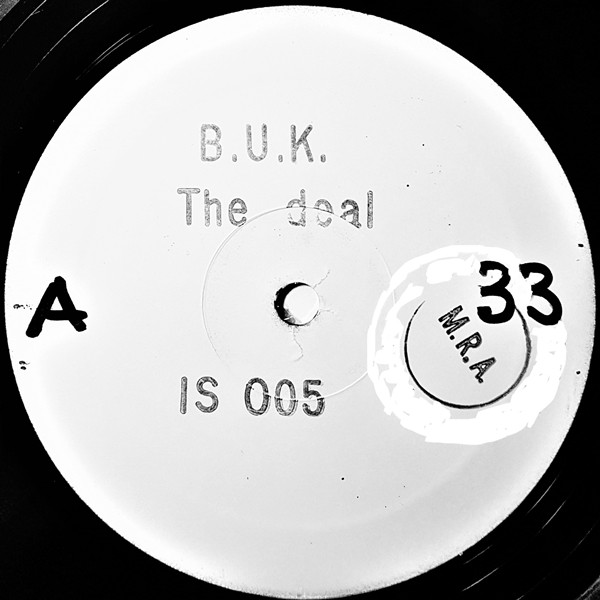 B.U.K.
The deal
A
33
M.R.A.
IS 005